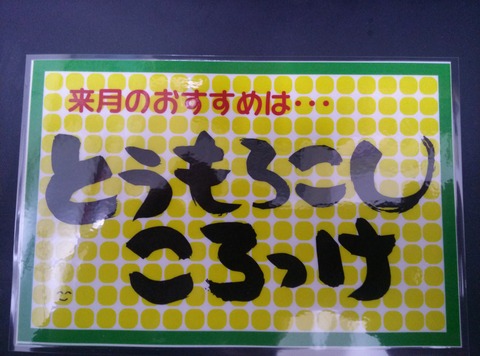 来月のおすすめは・・・
とうもろこし
ころっけ